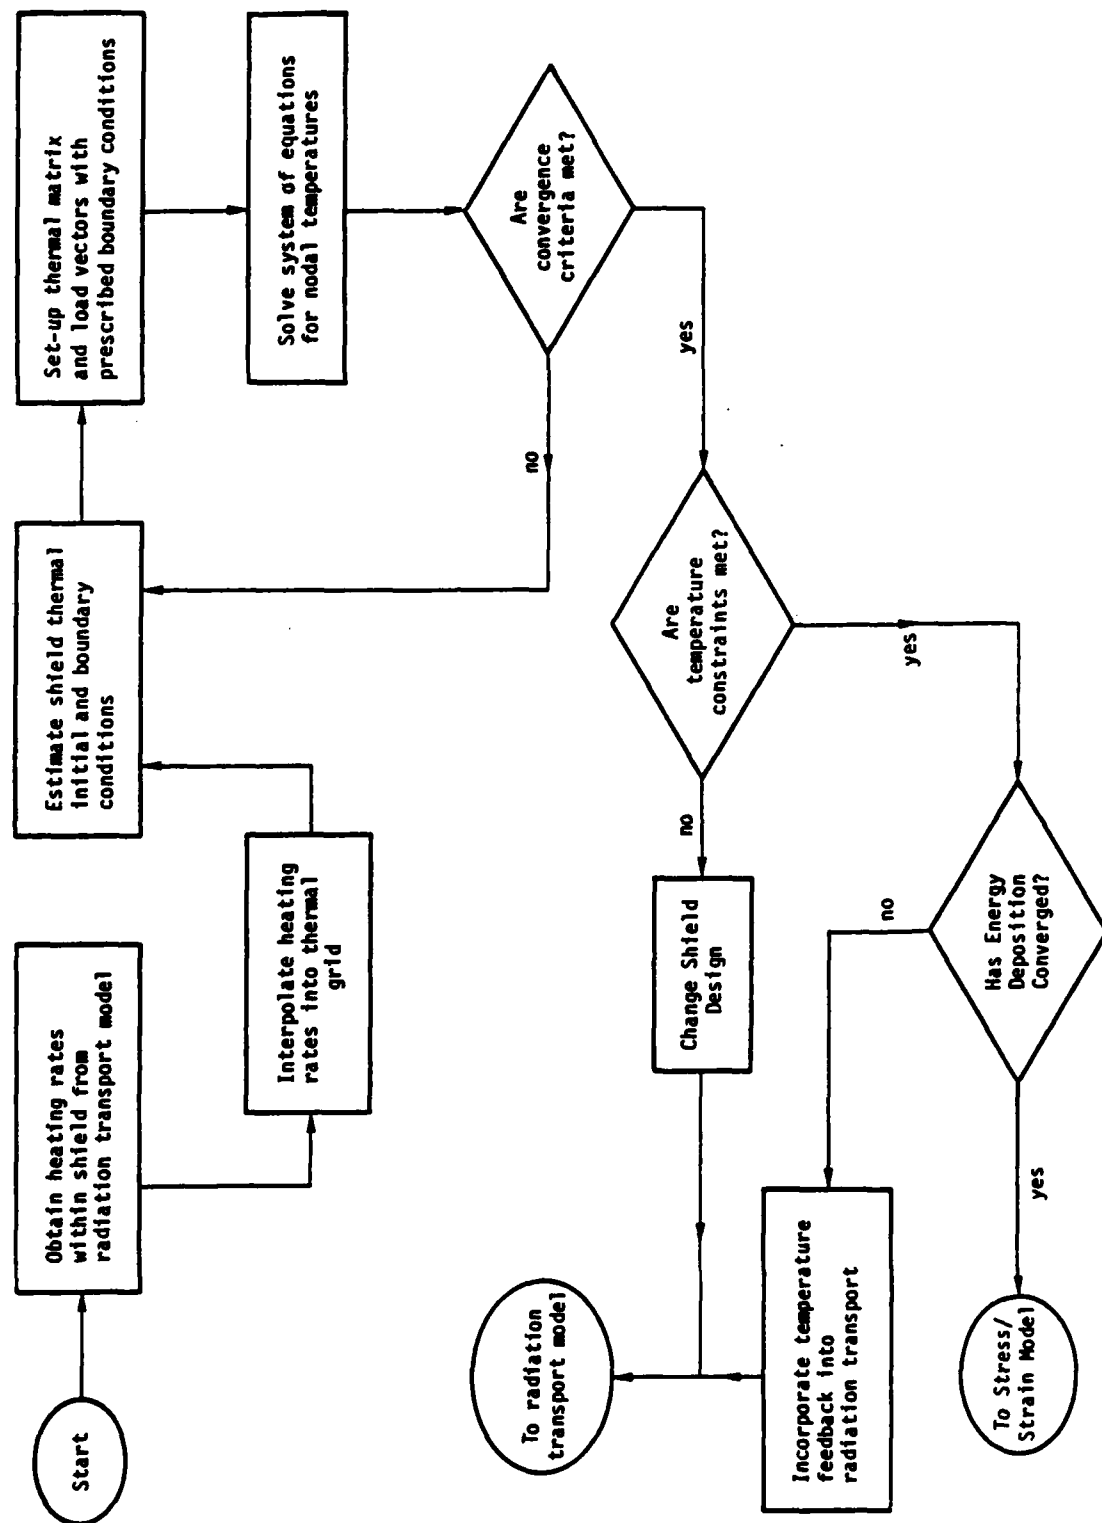 Start
Obtain heating rates
within shield from
radiation transport model
Interpolate heating
rates into thermal
grid
Estimate shield thermal
initial and boundary
conditions
Set-up thermal matrix
and load vectors with
prescribed boundary conditions
Solve system of equations
for nodal temperatures
Are
convergence
criteria met?
no
yes
Are
temperature
constraints met?
no
yes
Change Shield
Design
Has Energy
Deposition
Converged?
no
yes
Incorporate temperature
feedback into
radiation transport
To radiation
transport model
To Stress/
Strain Model